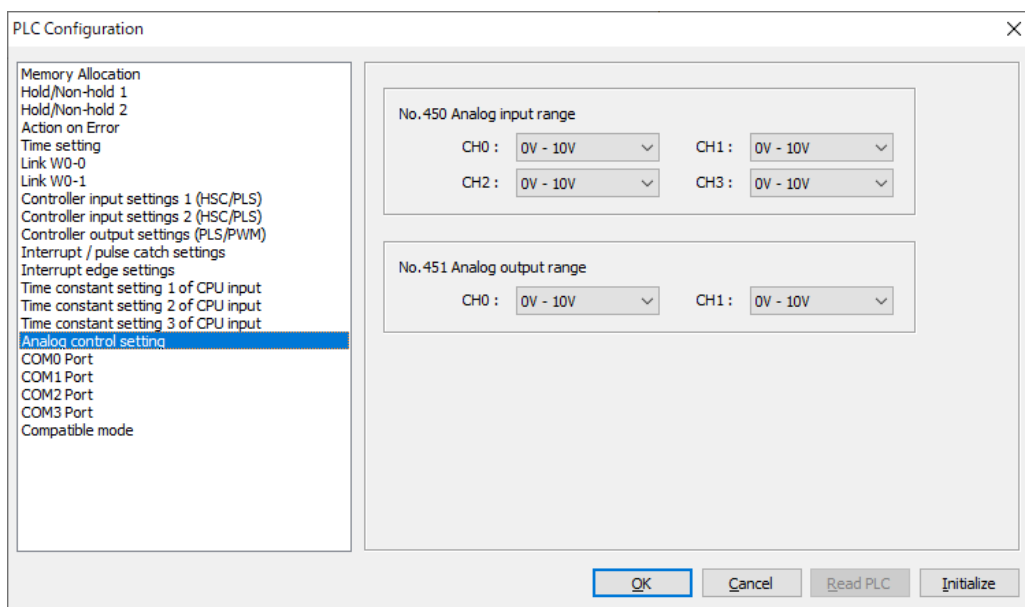 PLC Configuration
Memory Allocation
Hold/Non-hold 1
Hold/Non-hold 2
Action on Error
Time setting
Link W0-0
Link W0-1
Controller input settings 1 (HSC/PLS)
Controller input settings 2 (HSC/PLS)
Controller output settings (PLS/PWM)
Interrupt / pulse catch settings
Interrupt edge settings
Time constant setting 1 of CPU input
Time constant setting 2 of CPU input
Time constant setting 3 of CPU input
Analog control setting
COM0 Port
COM1 Port
COM2 Port
COM3 Port
Compatible mode
No.450 Analog input range
CH0 : 0V - 10V CH1 : 0V - 10V
CH2 : 0V - 10V CH3 : 0V - 10V
No.451 Analog output range
CH0 : 0V - 10V CH1 : 0V - 10V
OK Cancel Read PLC Initialize